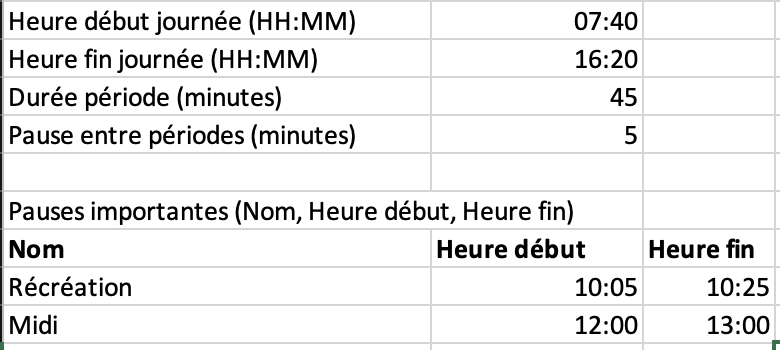 Heure début journée (HH:MM) 07:40
Heure fin journée (HH:MM) 16:20
Durée période (minutes) 45
Pause entre périodes (minutes) 5
Pauses importantes (Nom, Heure début, Heure fin)
Nom Heure début Heure fin
Récréation 10:05 10:25
Midi 12:00 13:00